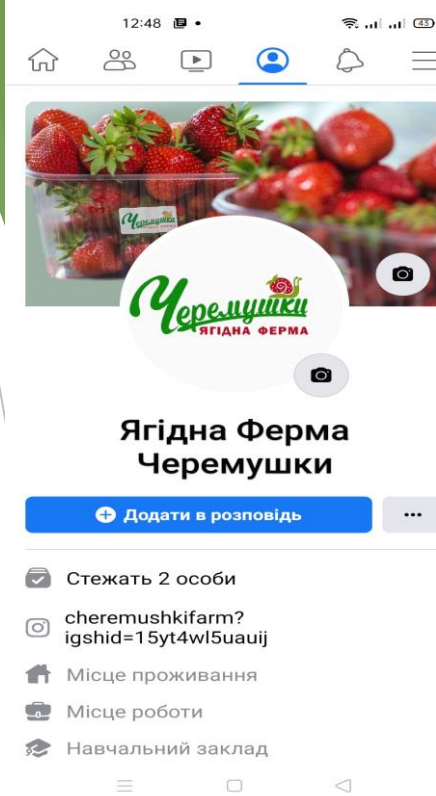 12:48
43
Черемушки
Черемушки
ЯГІДНА ФЕРМА
Ягідна Ферма
Черемушки
Додати в розповідь
Стежать 2 особи
cheremushkifarm?
igshid=15yt4wl5uauij
Місце проживання
Місце роботи
Навчальний заклад